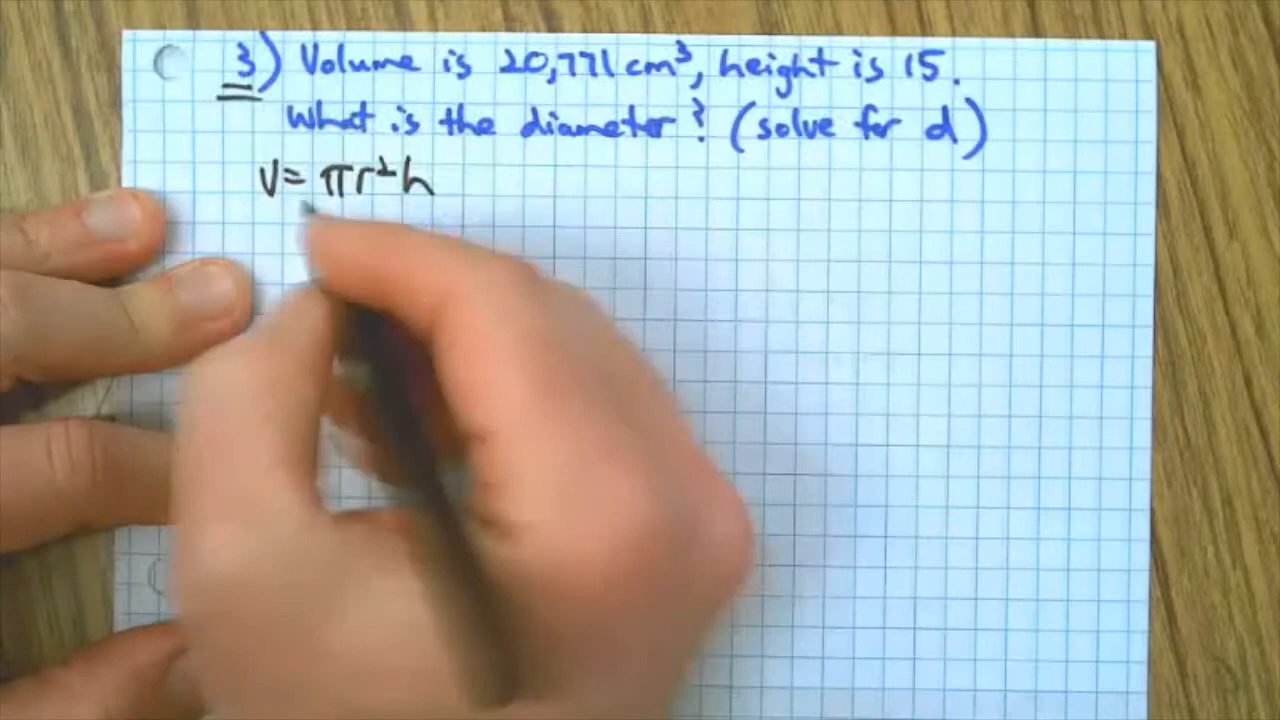 3) Volume is 20,771 cm³, height is 15.
What is the diameter? (solve for d)
V = πr²h